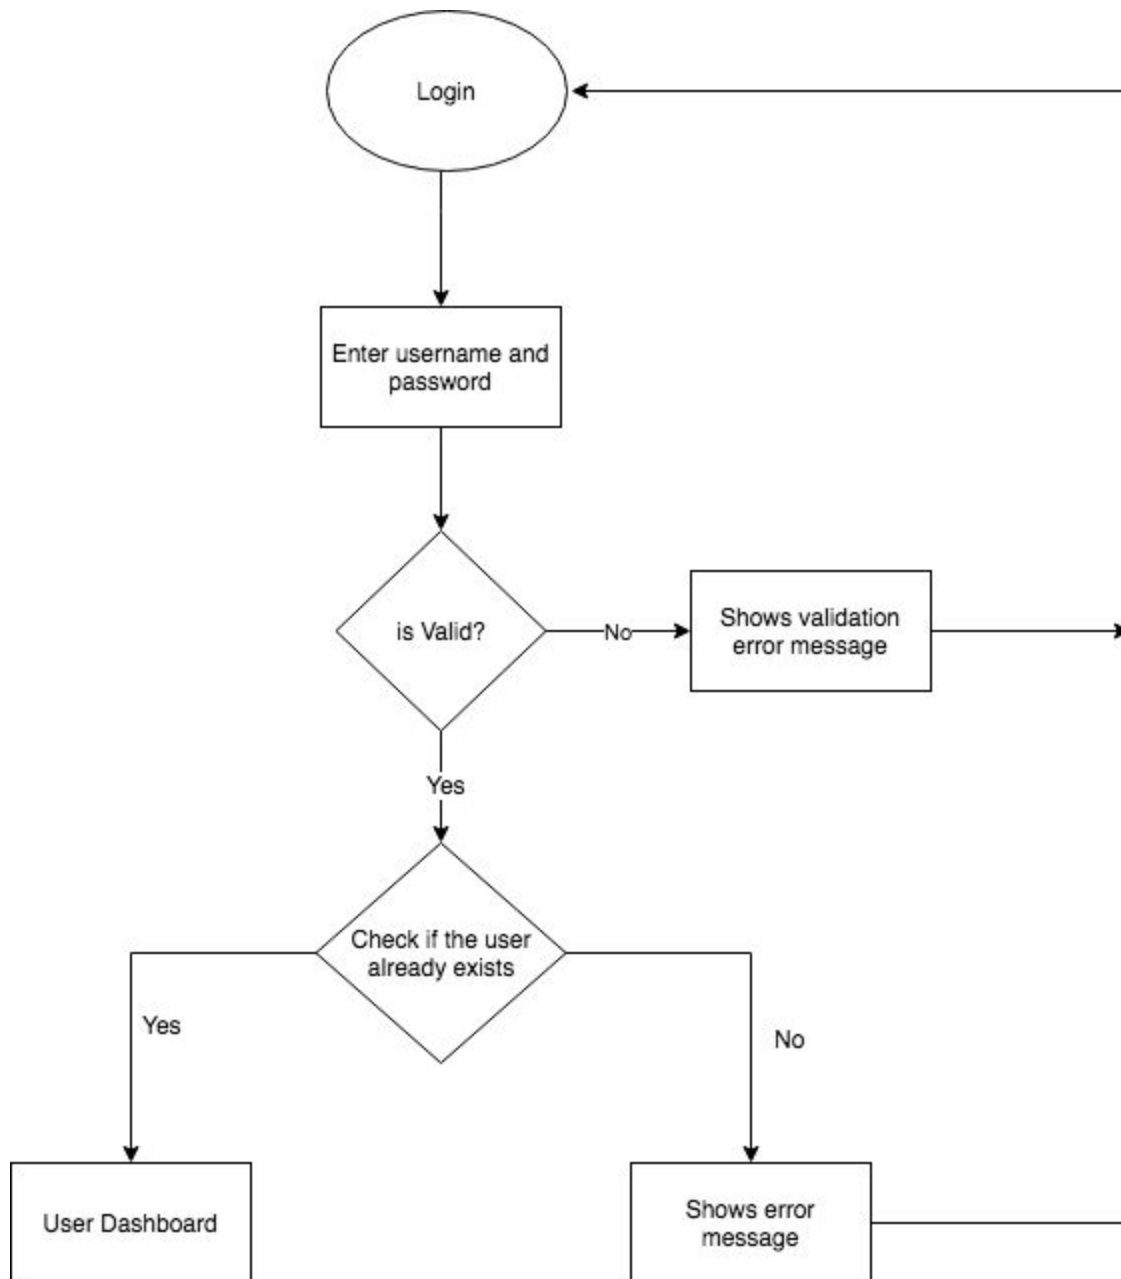 Login
Enter username and
password
is Valid?
No
Shows validation
error message
Yes
Check if the user
already exists
Yes
No
User Dashboard
Shows error
message